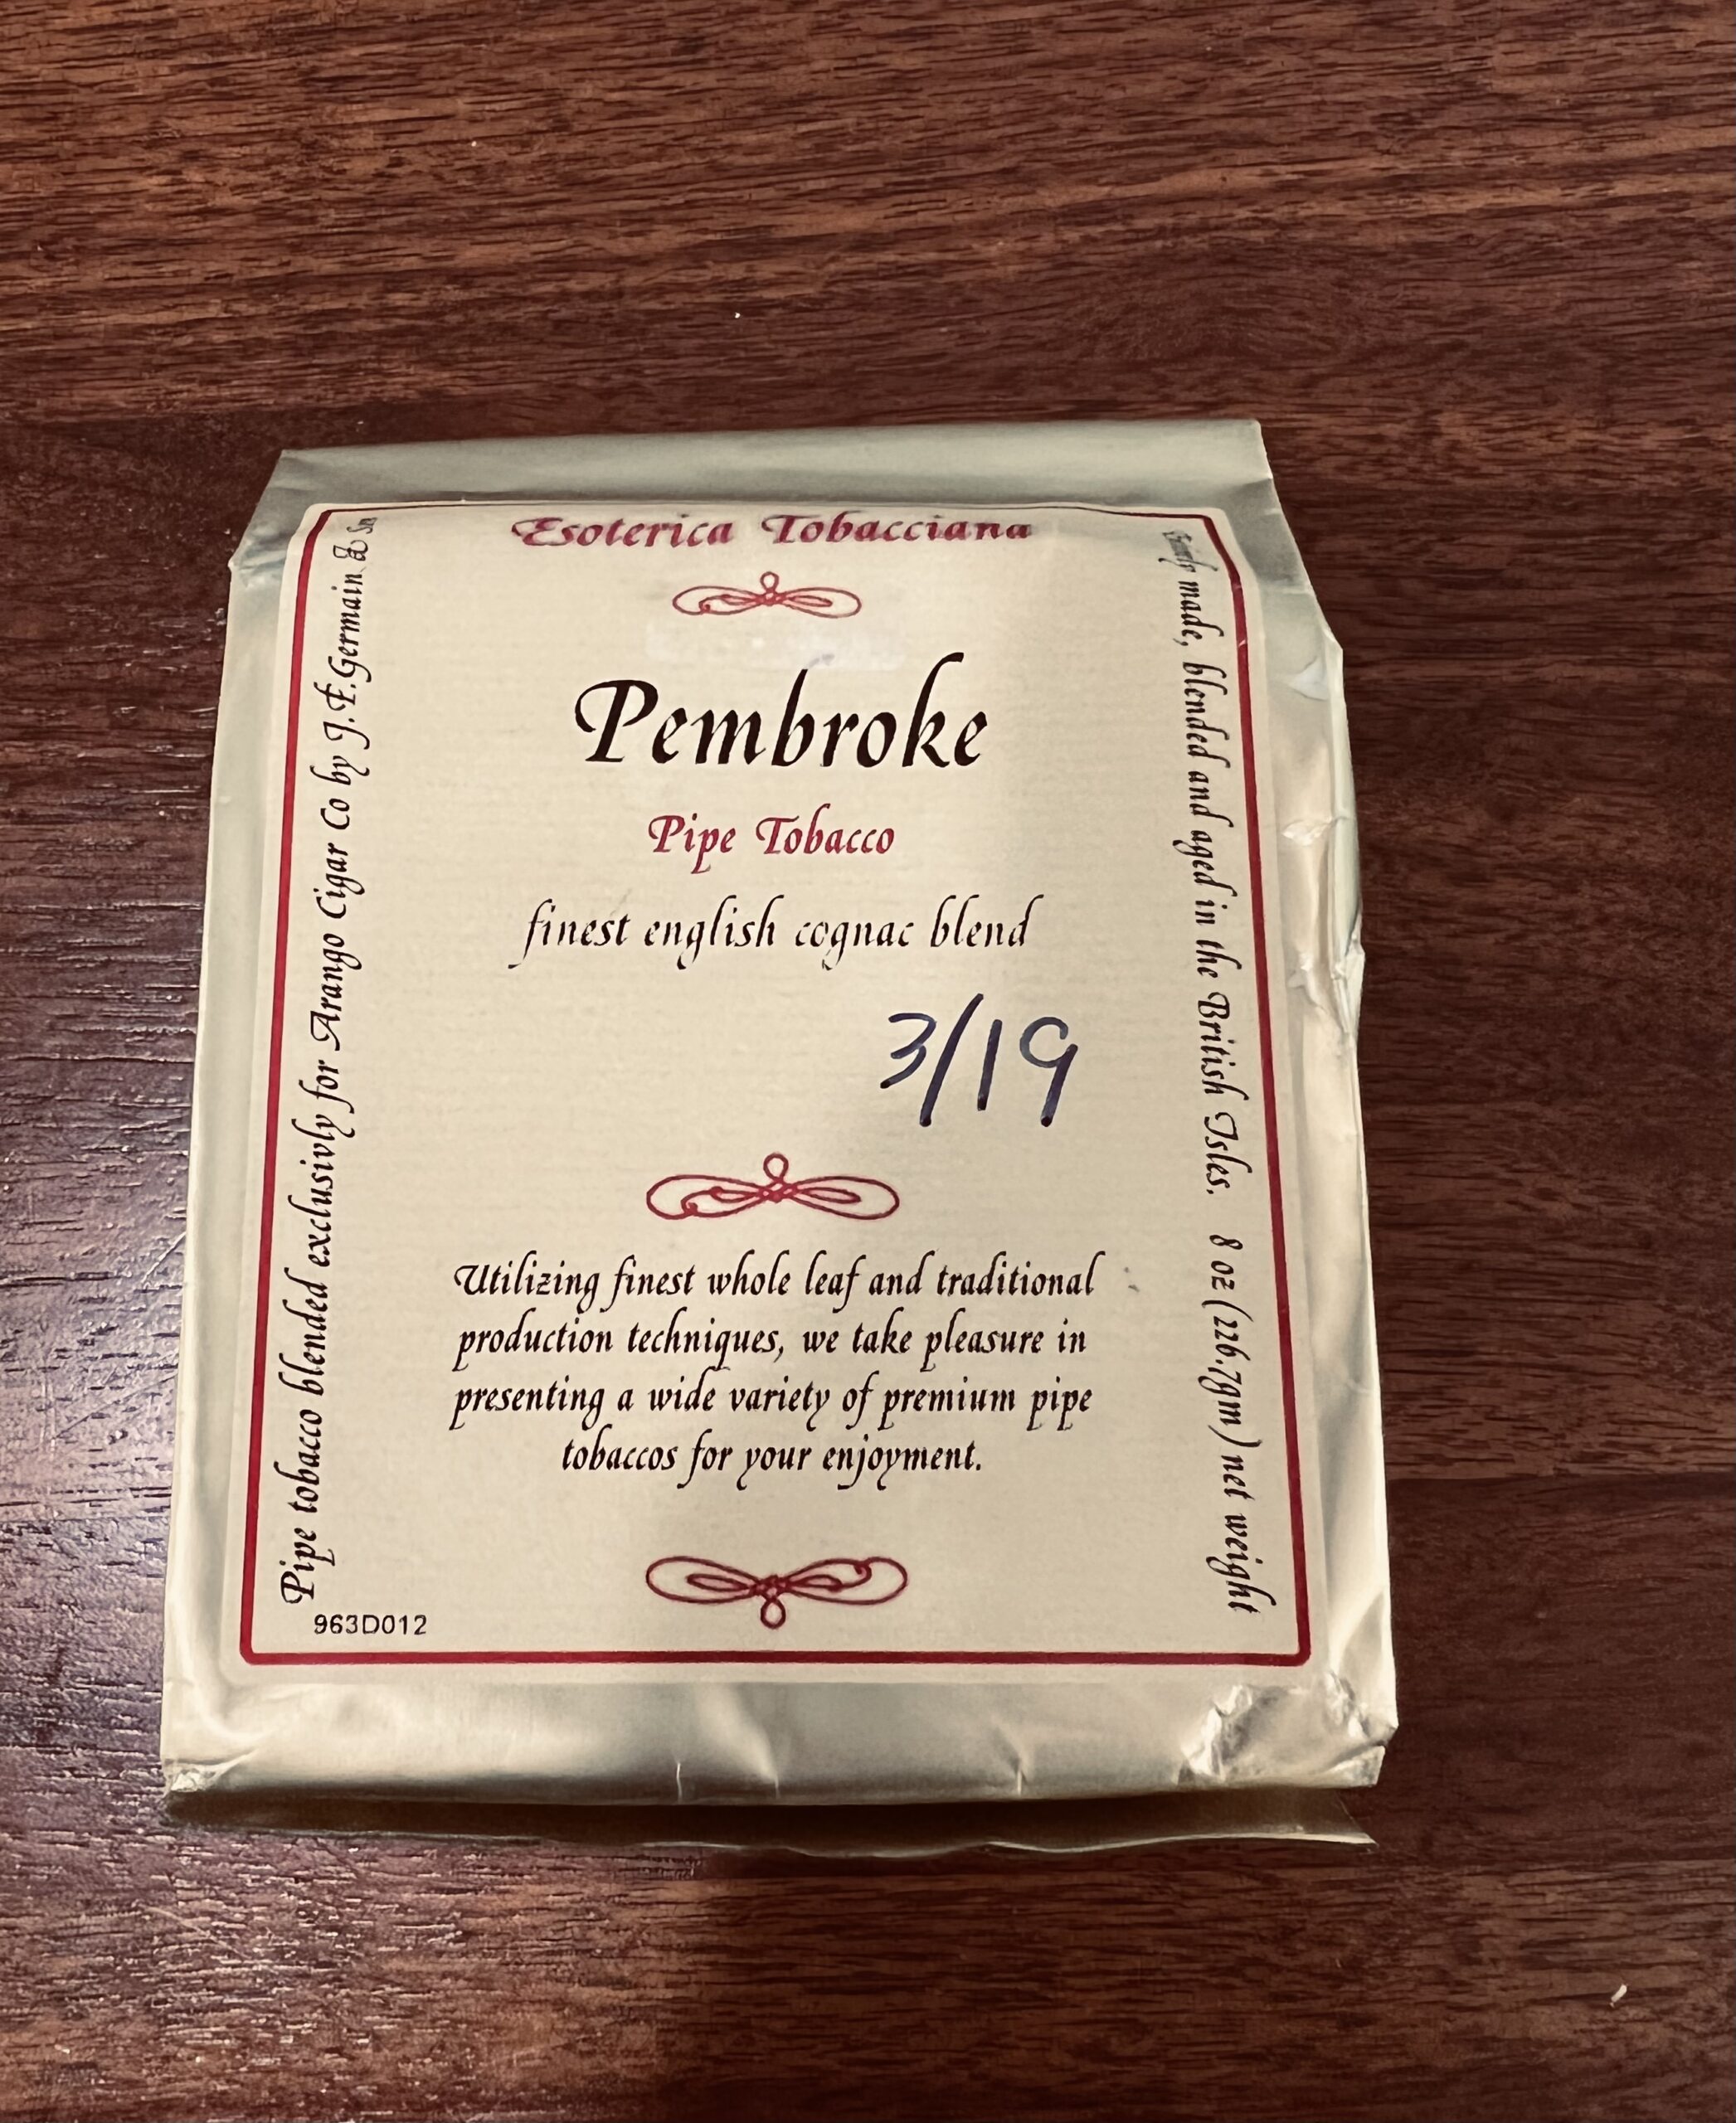 Esoterica Tobacciana
Pembroke
Pipe Tobacco
finest english cognac blend
3/19
Utilizing finest whole leaf and traditional
production techniques, we take pleasure in
presenting a wide variety of premium pipe
tobaccos for your enjoyment.
963D012
Pipe tobacco blended exclusivly for Arango Cigar Co by J.F.Germain &
made, blended and aged in the British Isles. 8 oz (226.7gm) net weight